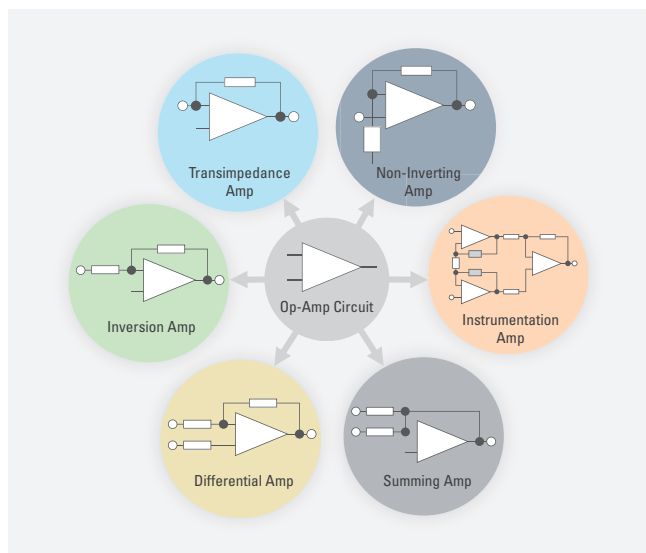 Transimpedance
Amp
Non-Inverting
Amp
Inversion Amp
Op-Amp Circuit
Instrumentation
Amp
Differential Amp
Summing Amp